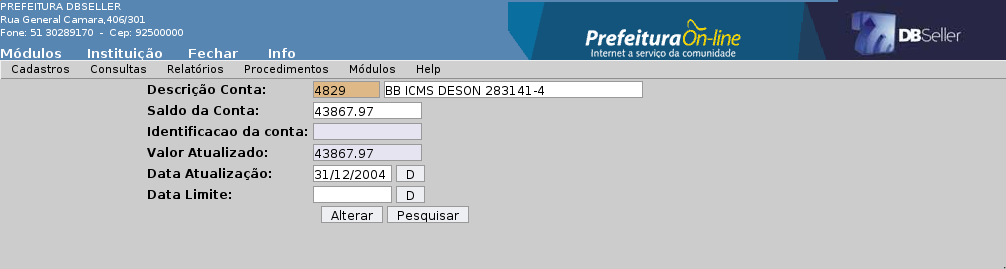 PREFEITURA DBSELLER
Rua General Camara,406/301
Fone: 51 30289170 - Cep: 92500000
Prefeitura On-line
Internet a serviço da comunidade
DBSeller
Módulos Instituição Fechar Info
Cadastros Consultas Relatórios Procedimentos Módulos Help
Descrição Conta: 4829 BB ICMS DESON 283141-4
Saldo da Conta: 43867.97
Identificacao da conta:
Valor Atualizado: 43867.97
Data Atualização: 31/12/2004 D
Data Limite: D
Alterar Pesquisar